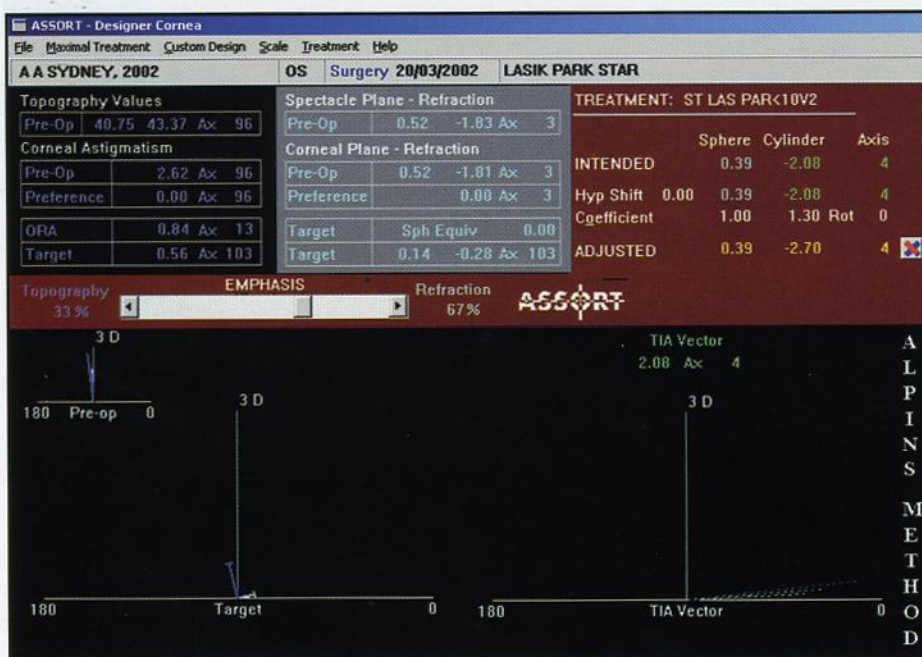 ASSORT - Designer Cornea
File Maximal Treatment Custom Design Scale Treatment Help
A A SYDNEY, 2002 OS Surgery 20/03/2002 LASIK PARK STAR
Topography Values
Pre-Op 40.75 43.37 Ax 96
Corneal Astigmatism
Pre-Op 2.62 Ax 96
Preference 0.00 Ax 96
ORA 0.84 Ax 13
Target 0.56 Ax 103
Spectacle Plane - Refraction
Pre-Op 0.52 -1.83 Ax 3
Corneal Plane - Refraction
Pre-Op 0.52 -1.81 Ax 3
Preference 0.00 Ax 3
Target Sph Equiv 0.00
Target 0.14 -0.28 Ax 103
TREATMENT: ST LAS PAR<10V2
Sphere Cylinder Axis
INTENDED 0.39 -2.08 4
Hyp Shift 0.00 0.39 -2.08 4
Coefficient 1.00 1.30 Rot 0
ADJUSTED 0.39 -2.70 4
Topography 33% EMPHASIS Refraction 67% ASSORT
3 D
180 Pre-op 0
3 D
180 Target 0
TIA Vector
2.08 Ax 4
3 D
180 TIA Vector 0
ALPINS METHOD